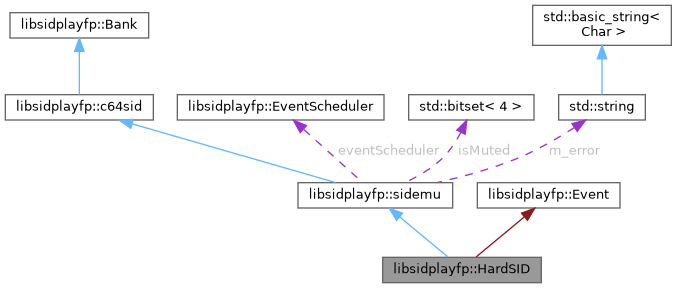 libsidplayfp::Bank
std::basic_string<
Char >
libsidplayfp::c64sid
libsidplayfp::EventScheduler
std::bitset< 4 >
std::string
eventScheduler
isMuted
m_error
libsidplayfp::sidemu
libsidplayfp::Event
libsidplayfp::HardSID